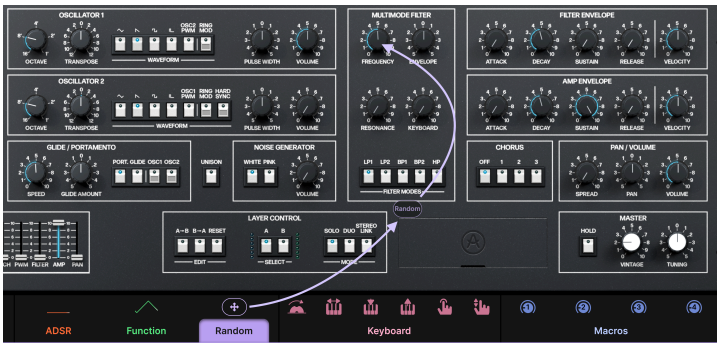 OSCILLATOR 1
OCTAVE
TRANSPOSE
OSC2 PWM
RING MOD
WAVEFORM
PULSE WIDTH
VOLUME
MULTIMODE FILTER
FREQUENCY
ENVELOPE
RESONANCE
KEYBOARD
LP1 LP2 BP1 BP2 HP
FILTER MODES
FILTER ENVELOPE
ATTACK DECAY SUSTAIN RELEASE VELOCITY
OSCILLATOR 2
OCTAVE
TRANSPOSE
OSC1 PWM
RING MOD
HARD SYNC
WAVEFORM
PULSE WIDTH
VOLUME
AMP ENVELOPE
ATTACK DECAY SUSTAIN RELEASE VELOCITY
GLIDE / PORTAMENTO
SPEED
GLIDE AMOUNT
PORT. GLIDE OSC1 OSC2
UNISON
NOISE GENERATOR
WHITE PINK
VOLUME
CHORUS
OFF 1 2 3
PAN / VOLUME
SPREAD PAN VOLUME
Random
PWM FILTER AMP PAN
LAYER CONTROL
A→B B→A RESET
EDIT
A B
SELECT
SOLO DUO STEREO LINK
MODE
MASTER
HOLD
VINTAGE
TUNING
1 2 3 4
ADSR Function Random Keyboard Macros